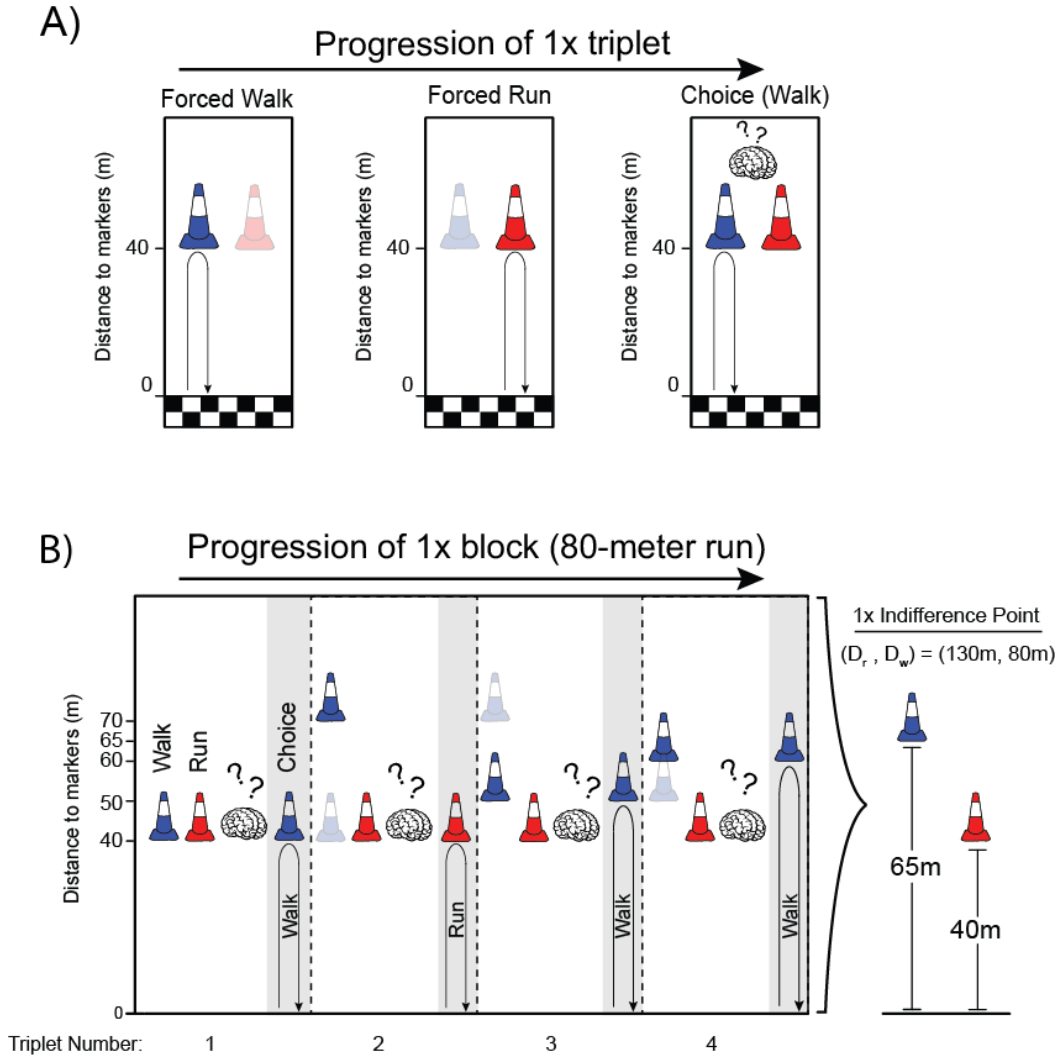 A)
Progression of 1x triplet
Forced Walk
Forced Run
Choice (Walk)
Distance to markers (m)
40
0
Distance to markers (m)
40
0
Distance to markers (m)
? ?
40
0
B)
Progression of 1x block (80-meter run)
Distance to markers (m)
70
65
60
50
40
0
Walk
Run
? ?
Choice
Walk
? ?
Run
? ?
Walk
? ?
Walk
1x Indifference Point
(Dr , Dw) = (130m, 80m)
65m
40m
Triplet Number: 1 2 3 4